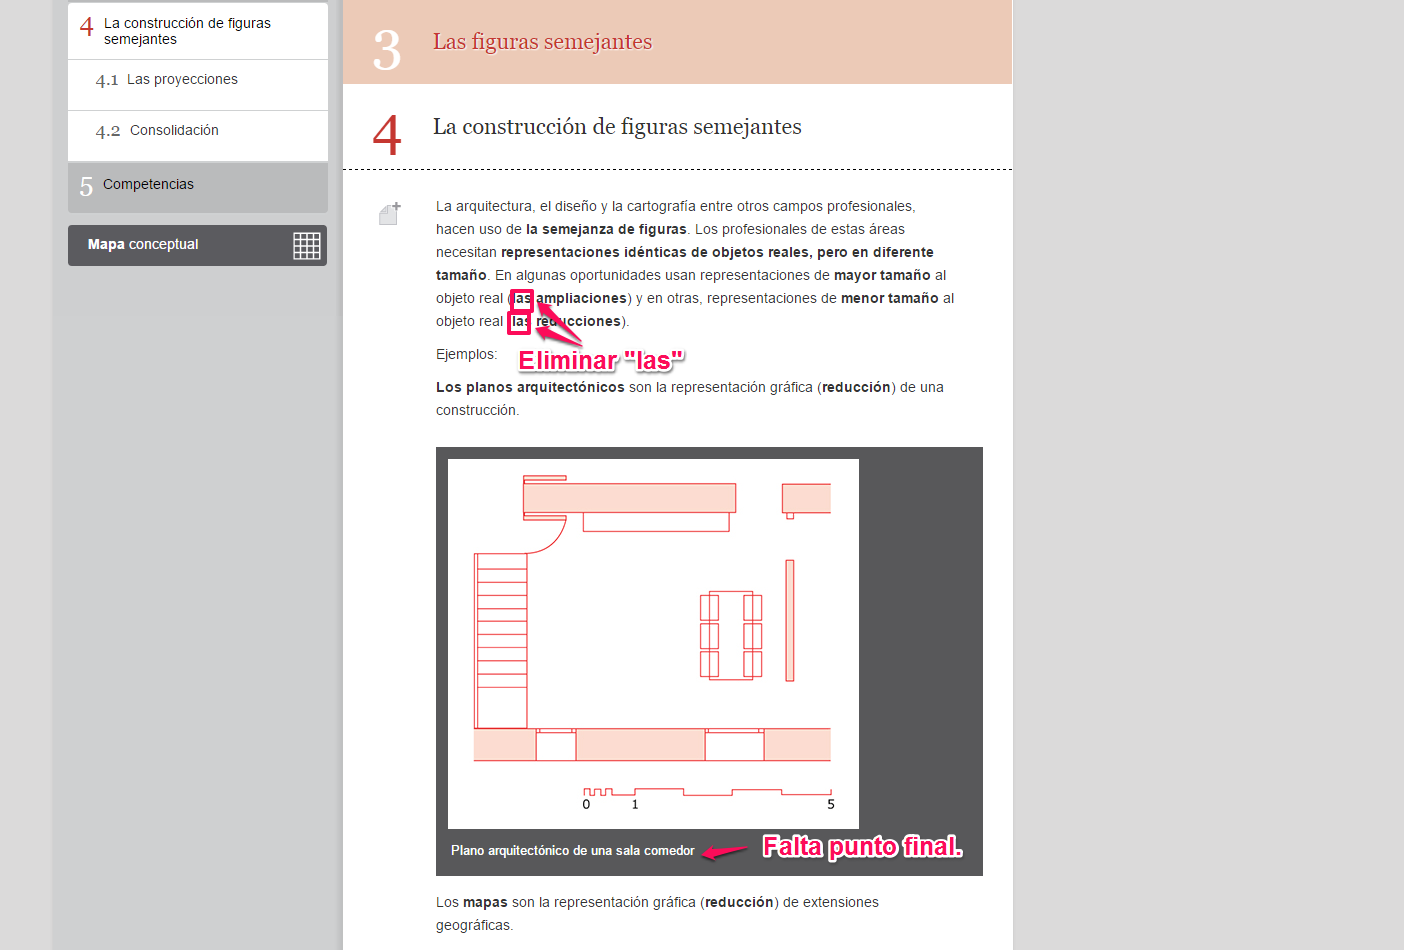 4 La construcción de figuras
semejantes
4.1 Las proyecciones
4.2 Consolidación
5 Competencias
Mapa conceptual
3 Las figuras semejantes
4 La construcción de figuras semejantes
La arquitectura, el diseño y la cartografía entre otros campos profesionales,
hacen uso de la semejanza de figuras. Los profesionales de estas áreas
necesitan representaciones idénticas de objetos reales, pero en diferente
tamaño. En algunas oportunidades usan representaciones de mayor tamaño al
objeto real (las ampliaciones) y en otras, representaciones de menor tamaño al
objeto real (las reducciones).
Eliminar "las"
Ejemplos:
Los planos arquitectónicos son la representación gráfica (reducción) de una
construcción.
0 1 5
Plano arquitectónico de una sala comedor
Falta punto final.
Los mapas son la representación gráfica (reducción) de extensiones
geográficas.